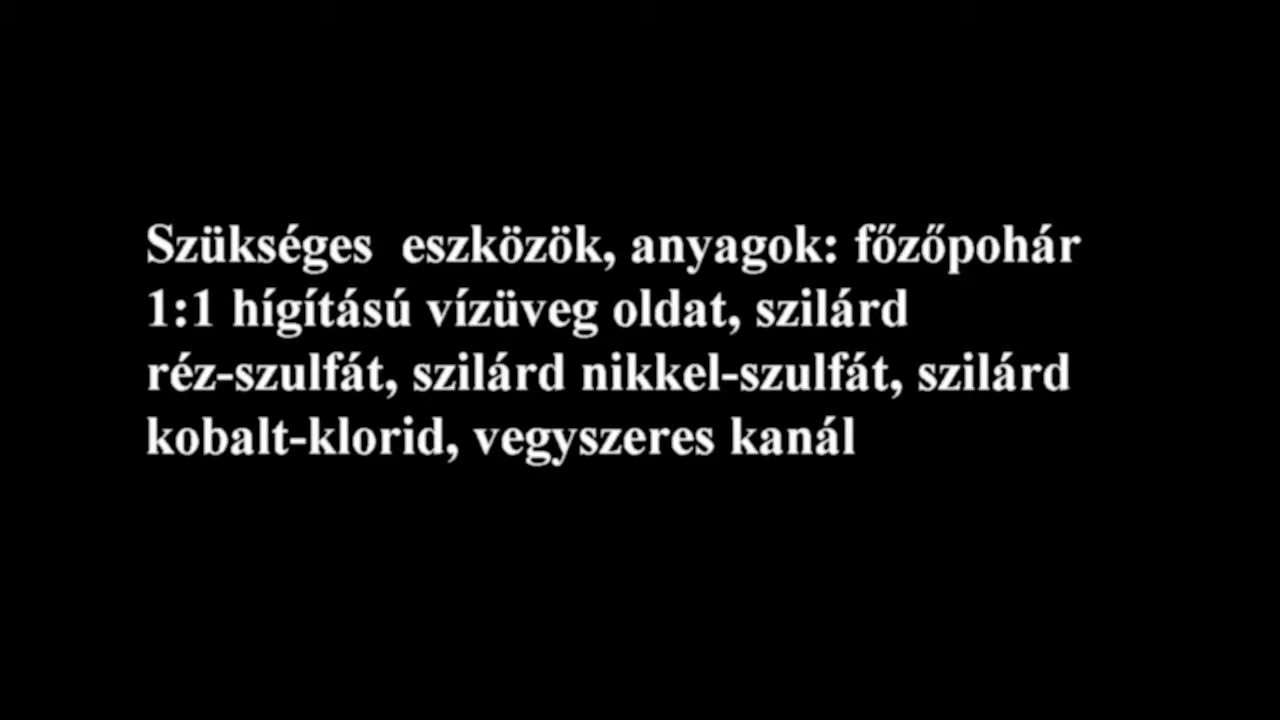 Szükséges  eszközök, anyagok: főzőpohár
1:1 hígítású vízüveg oldat, szilárd
réz-szulfát, szilárd nikkel-szulfát, szilárd
kobalt-klorid, vegyszeres kanál